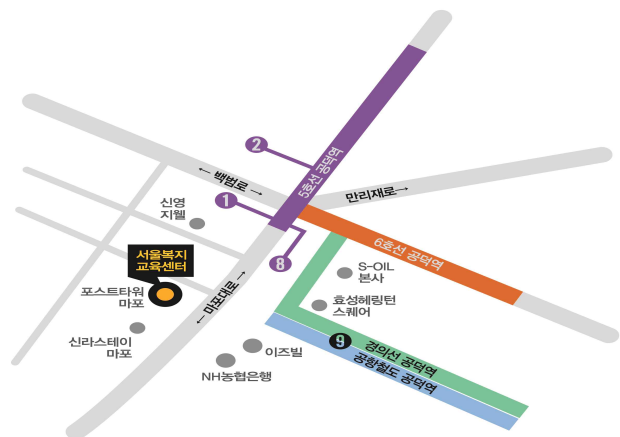 2
5호선 공덕역
← 백범로 →
만리재로→
1
신영
지웰
8
6호선 공덕역
서울복지
교육센터
S-OIL
본사
포스트타워
마포
← 마포대로 →
효성헤링턴
스퀘어
신라스테이
마포
9
경의선 공덕역
공항철도 공덕역
이즈빌
NH농협은행